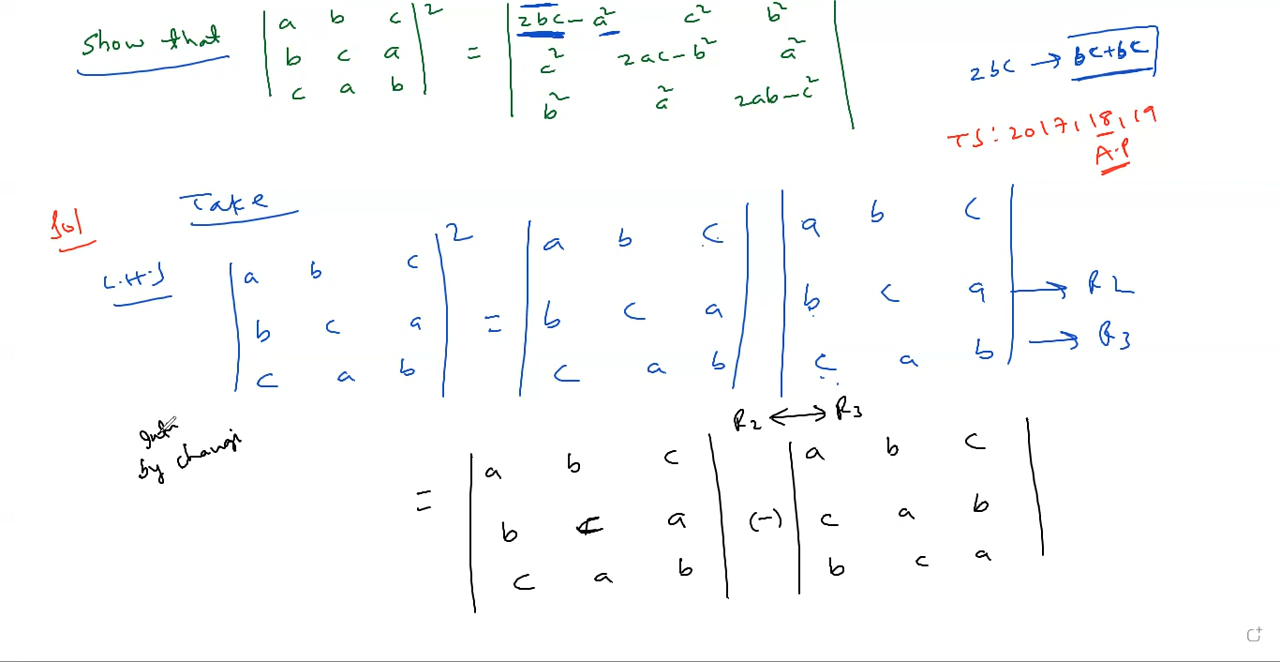 Show that | a b c |² = | 2bc-a² c² b² |
| b c a | | c² 2ac-b² a² |
| c a b | | b² a² 2ab-c² |
2bc → bc+bc
TS: 2017, 18, 19
A.P
Sol Take
L.H.S | a b c |² = | a b c | | a b c |
| b c a | | b c a | | b c a | → R2
| c a b | | c a b | | c a b | → R3
R2 ↔ R3
by changi
= | a b c | | a b c |
| b c a | (-) | c a b |
| c a b | | b c a |